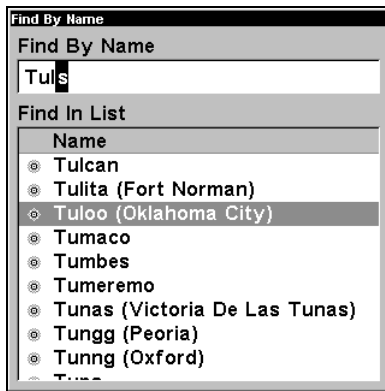 Find By Name
Find By Name
Tuls
Find In List
Name
Tulcan
Tulita (Fort Norman)
Tuloo (Oklahoma City)
Tumaco
Tumbes
Tumeremo
Tunas (Victoria De Las Tunas)
Tungg (Peoria)
Tunng (Oxford)